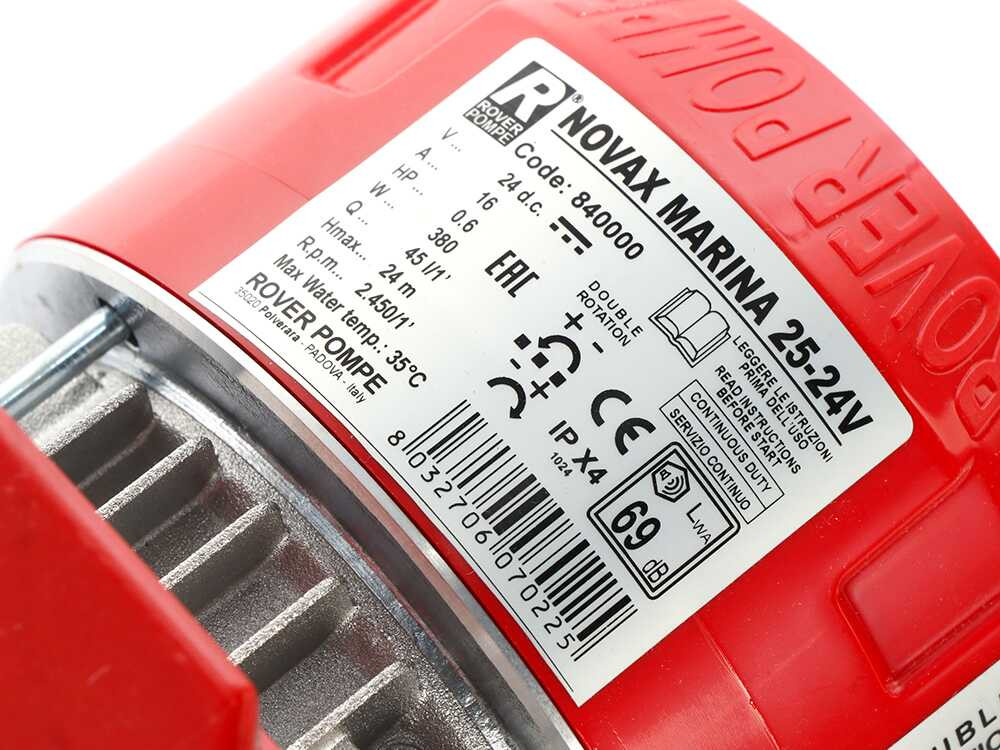 R®
ROVER
POMPE
NOVAX MARINA 25-24V
Code: 840000
V ... 24 d.c.
A ... 16
HP ... 0.6
W ... 380
Q ... 45 l/1'
Hmax. 24 m
R.p.m... 2.450/1'
Max Water temp.: 35°C
ROVER POMPE
35020 Polverara - PADOVA - Italy
EAC
DOUBLE
ROTATION
+ -
- +
LEGGERE LE ISTRUZIONI
PRIMA DELL'USO
READ INSTRUCTIONS
BEFORE START
CONTINUOUS DUTY
SERVIZIO CONTINUO
CE
IP X4
1024
LWA
69
dB
8 032706 070225
ROVER POMPE
ROVER